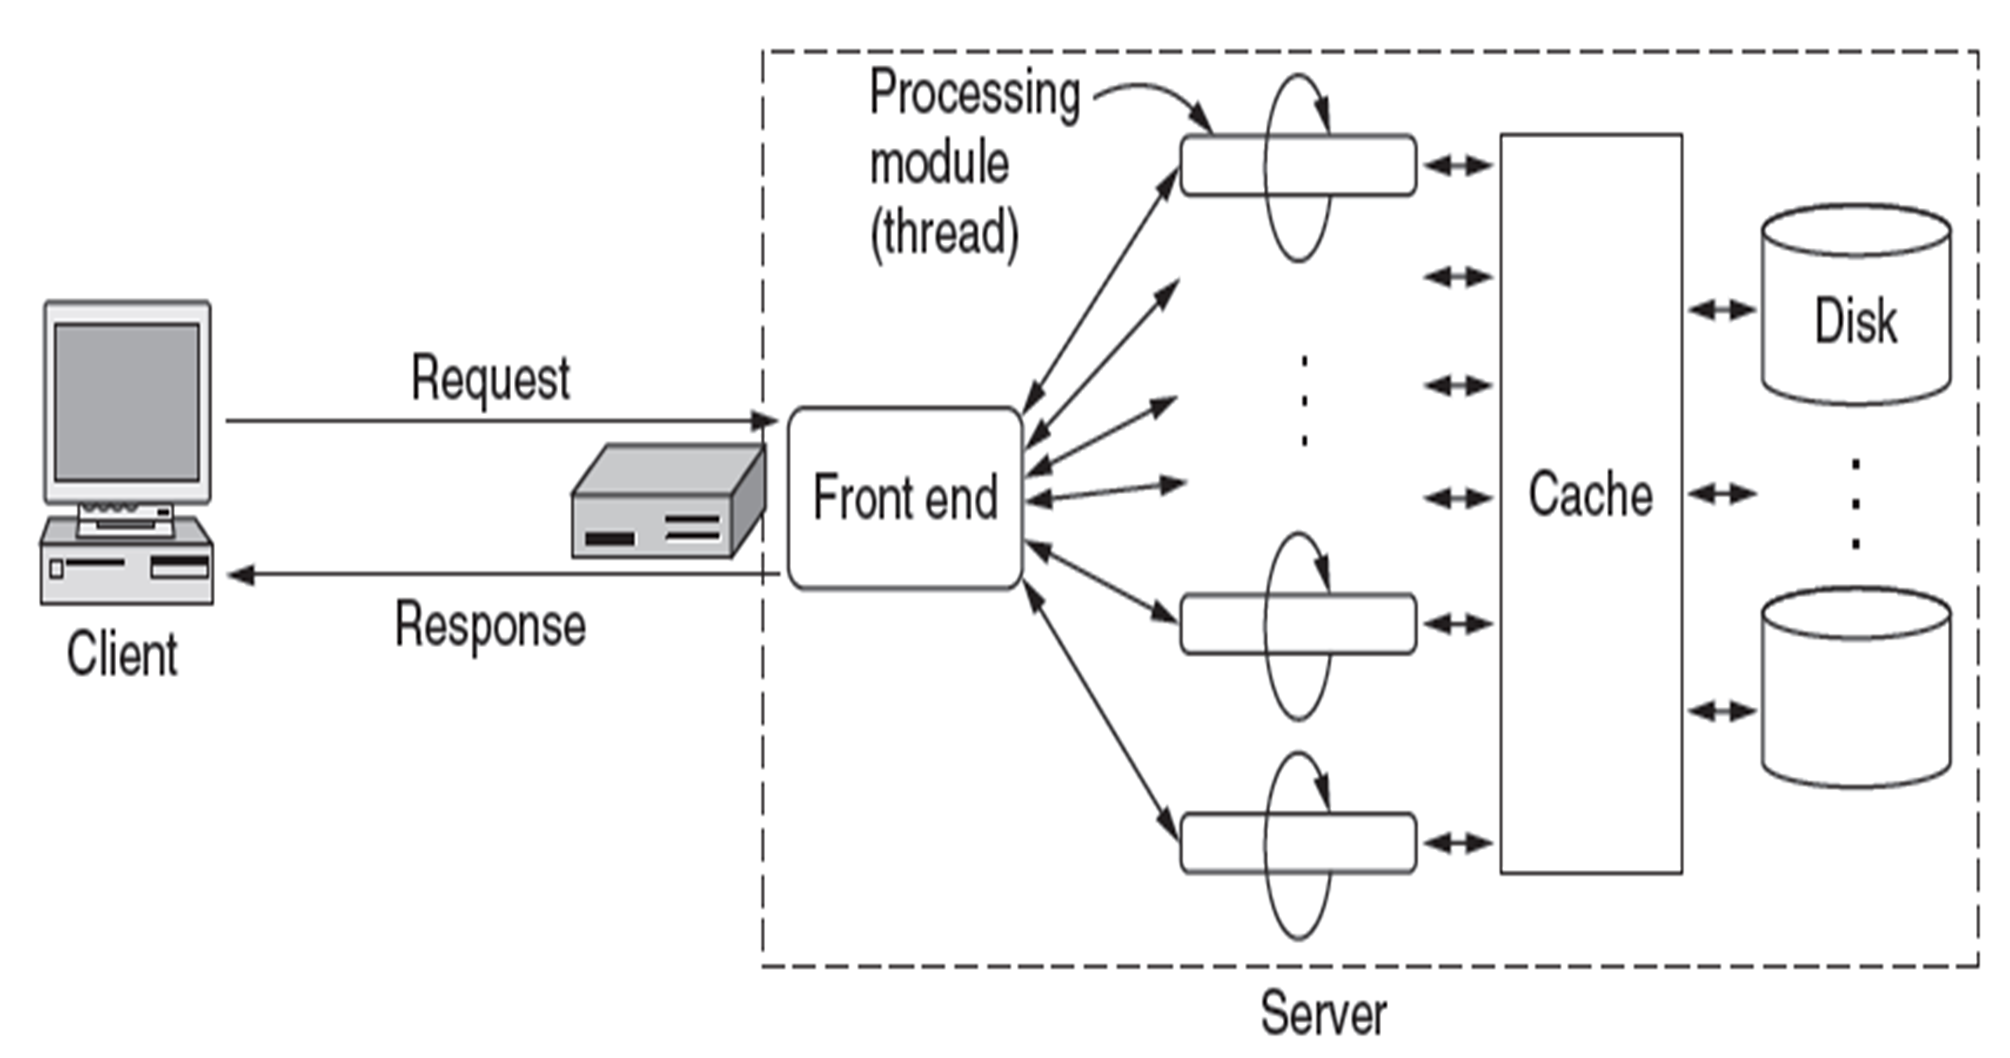 Processing
module
(thread)
Request
Response
Client
Front end
Cache
Disk
Server